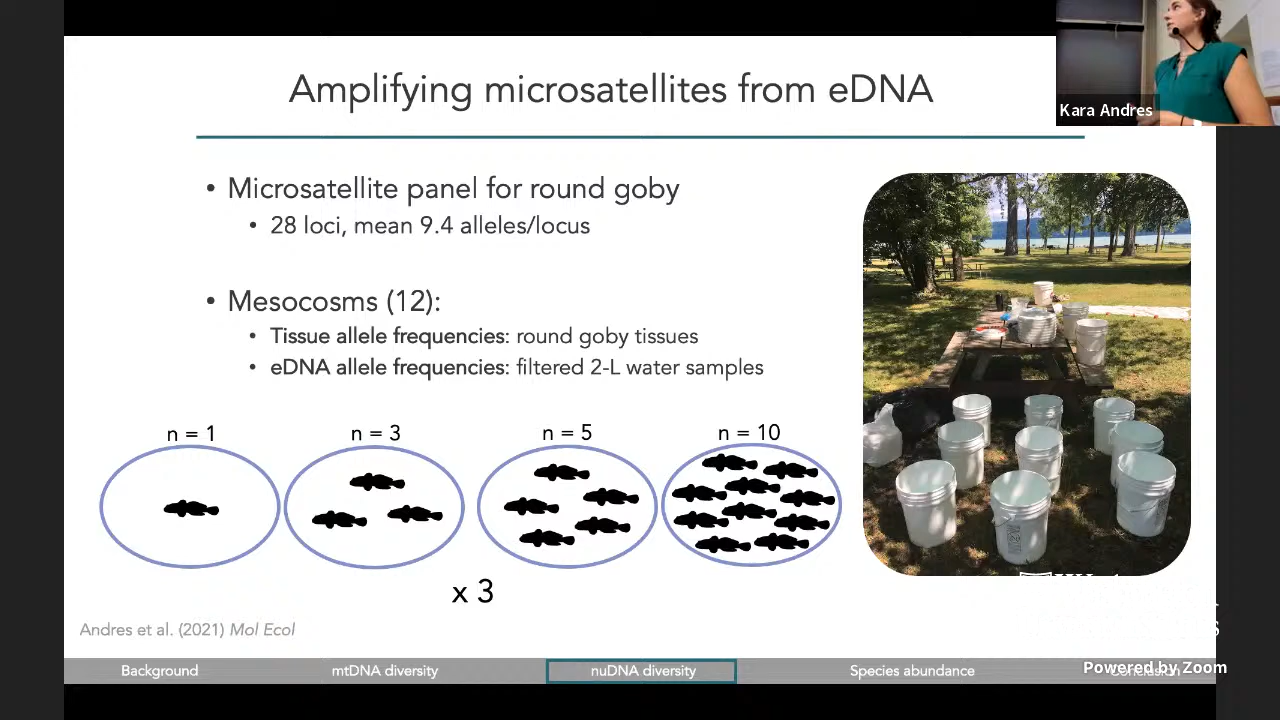 Amplifying microsatellites from eDNA
Kara Andres
• Microsatellite panel for round goby
• 28 loci, mean 9.4 alleles/locus
• Mesocosms (12):
• Tissue allele frequencies: round goby tissues
• eDNA allele frequencies: filtered 2-L water samples
n = 1
n = 3
n = 5
n = 10
x 3
Andres et al. (2021) Mol Ecol
Background
mtDNA diversity
nuDNA diversity
Species abundance
Conclusion
Powered by Zoom